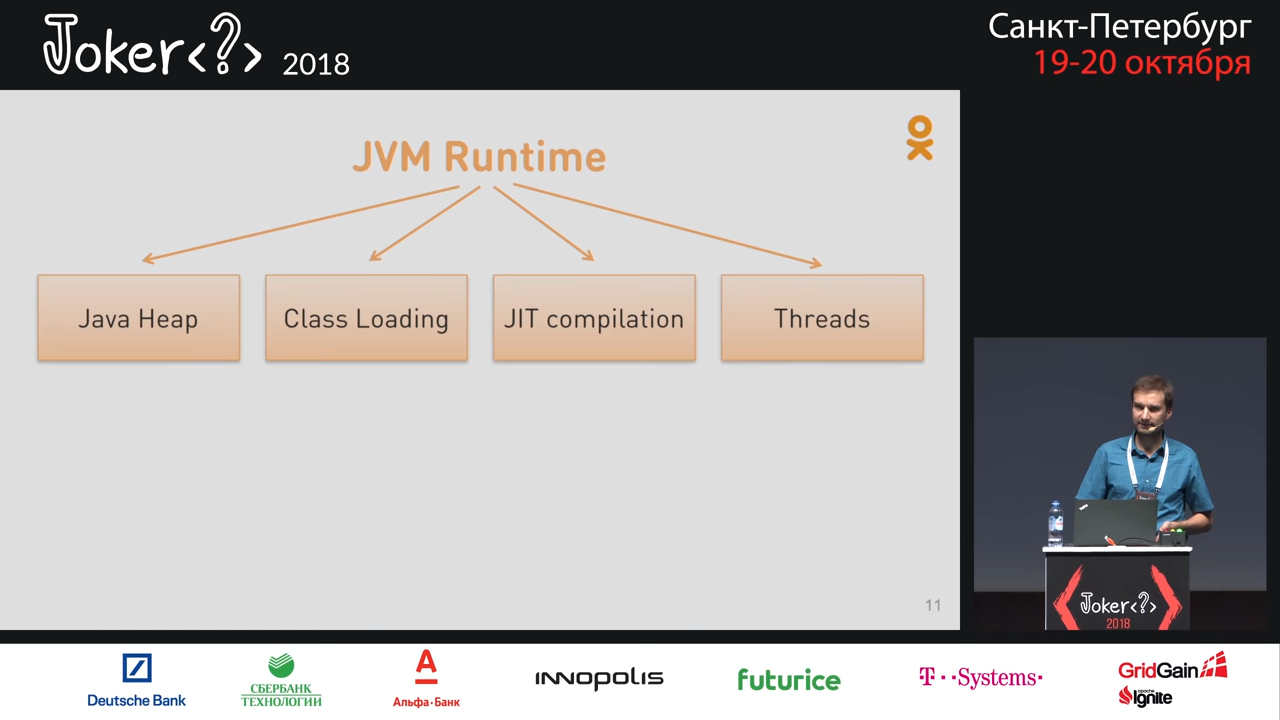 Joker<?> 2018
Санкт-Петербург
19-20 октября
JVM Runtime
Java Heap
Class Loading
JIT compilation
Threads
11
Joker<?>
2018
Deutsche Bank
СБЕРБАНК
ТЕХНОЛОГИИ
А
Альфа·Банк
INNOPOLIS
futurice
T··Systems·
GridGain
apache
Ignite